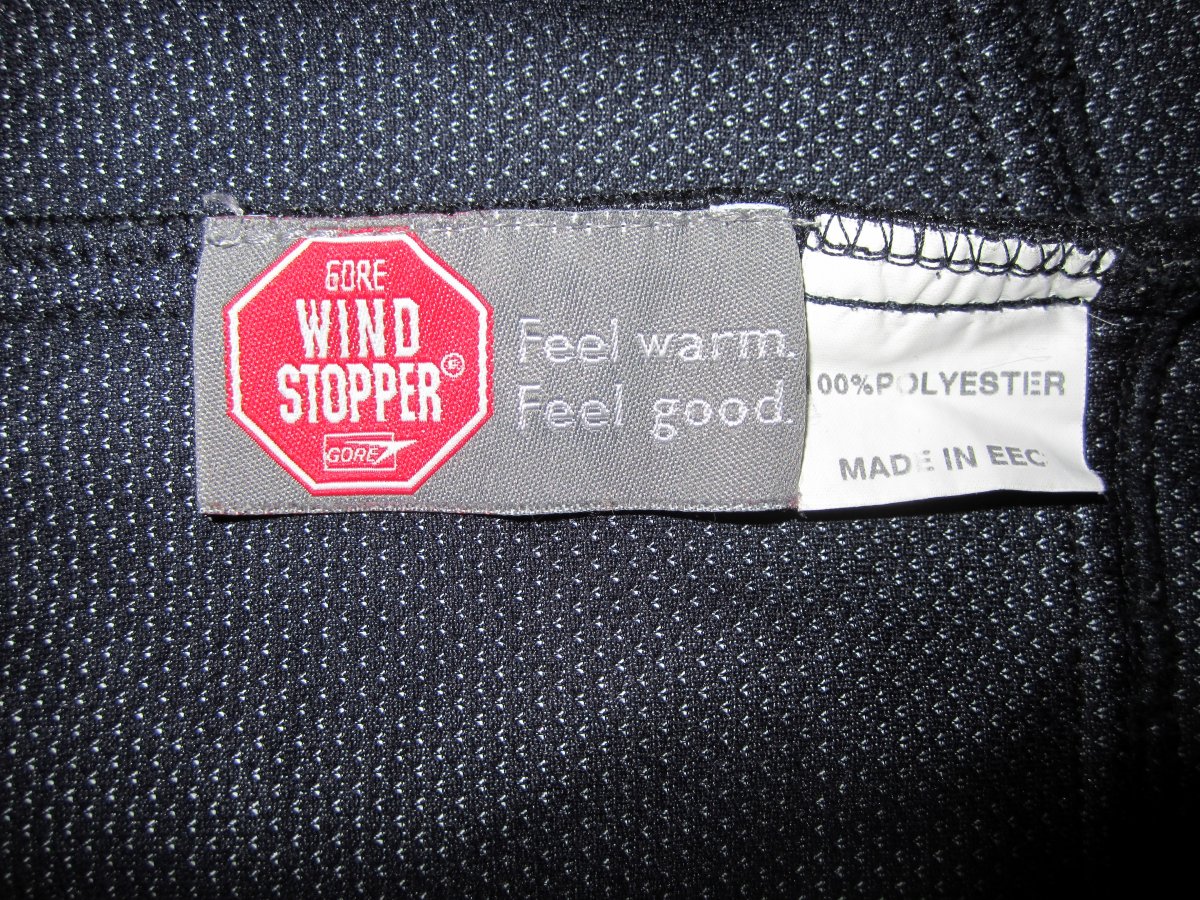 GORE
WIND
STOPPER®
GORE
Feel warm.
Feel good.
00%POLYESTER
MADE IN EEC